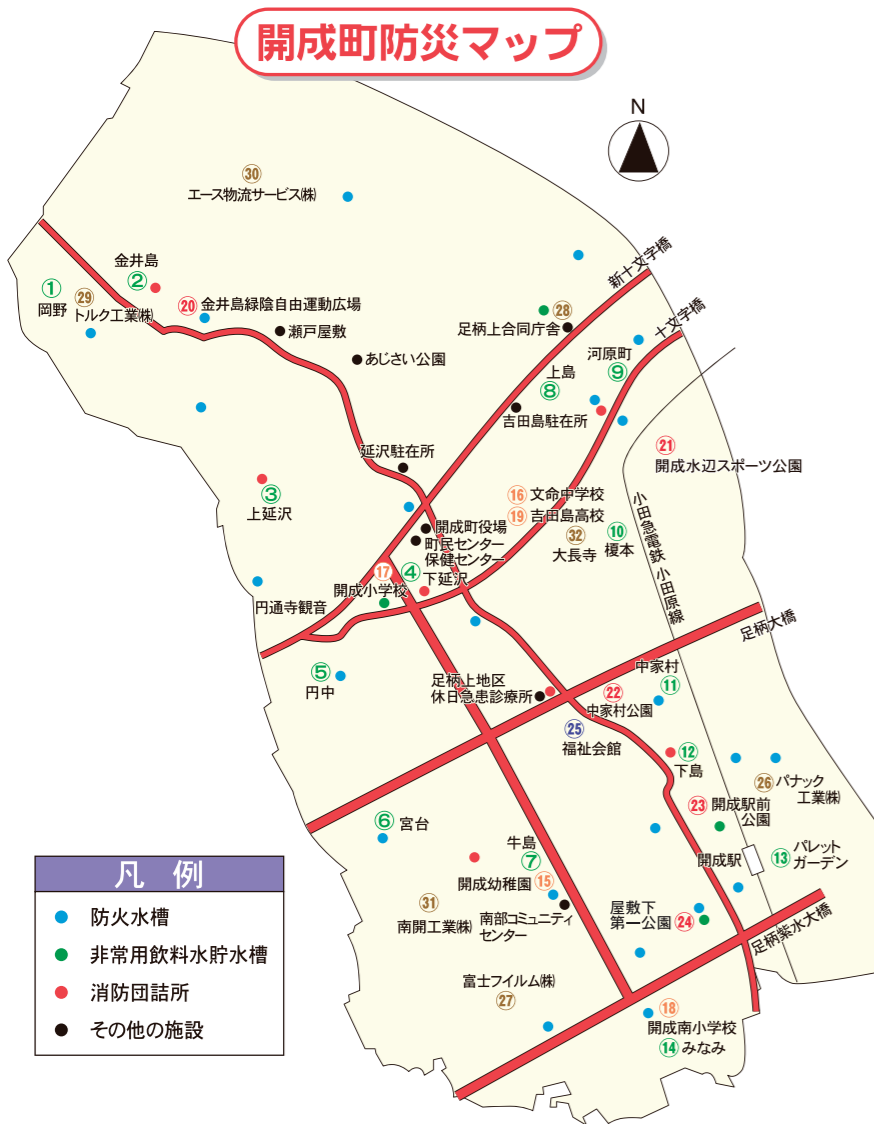 開成町防災マップ
N
30
エース物流サービス㈱
新十文字橋
金井島
②
①
岡野
29
トルク工業㈱
20
金井島緑陰自由運動広場
瀬戸屋敷
あじさい公園
28
足柄上合同庁舎
十文字橋
河原町
⑨
上島
⑧
吉田島駐在所
21
開成水辺スポーツ公園
延沢駐在所
③
上延沢
16 文命中学校
19 吉田島高校
32
大長寺
10
榎本
小田急電鉄 小田原線
開成町役場
町民センター
保健センター
17
開成小学校
④
下延沢
円通寺観音
足柄大橋
⑤
円中
足柄上地区
休日急患診療所
中家村
11
22
中家村公園
25
福祉会館
12
下島
26 パナック
工業㈱
23 開成駅前
公園
⑥ 宮台
牛島
⑦
開成幼稚園 15
開成駅
13 パレット
ガーデン
31
南開工業㈱
南部コミュニティ
センター
屋敷下
第一公園 24
足柄紫水大橋
富士フイルム㈱
27
18
開成南小学校
14 みなみ
凡例
防火水槽
非常用飲料水貯水槽
消防団詰所
その他の施設